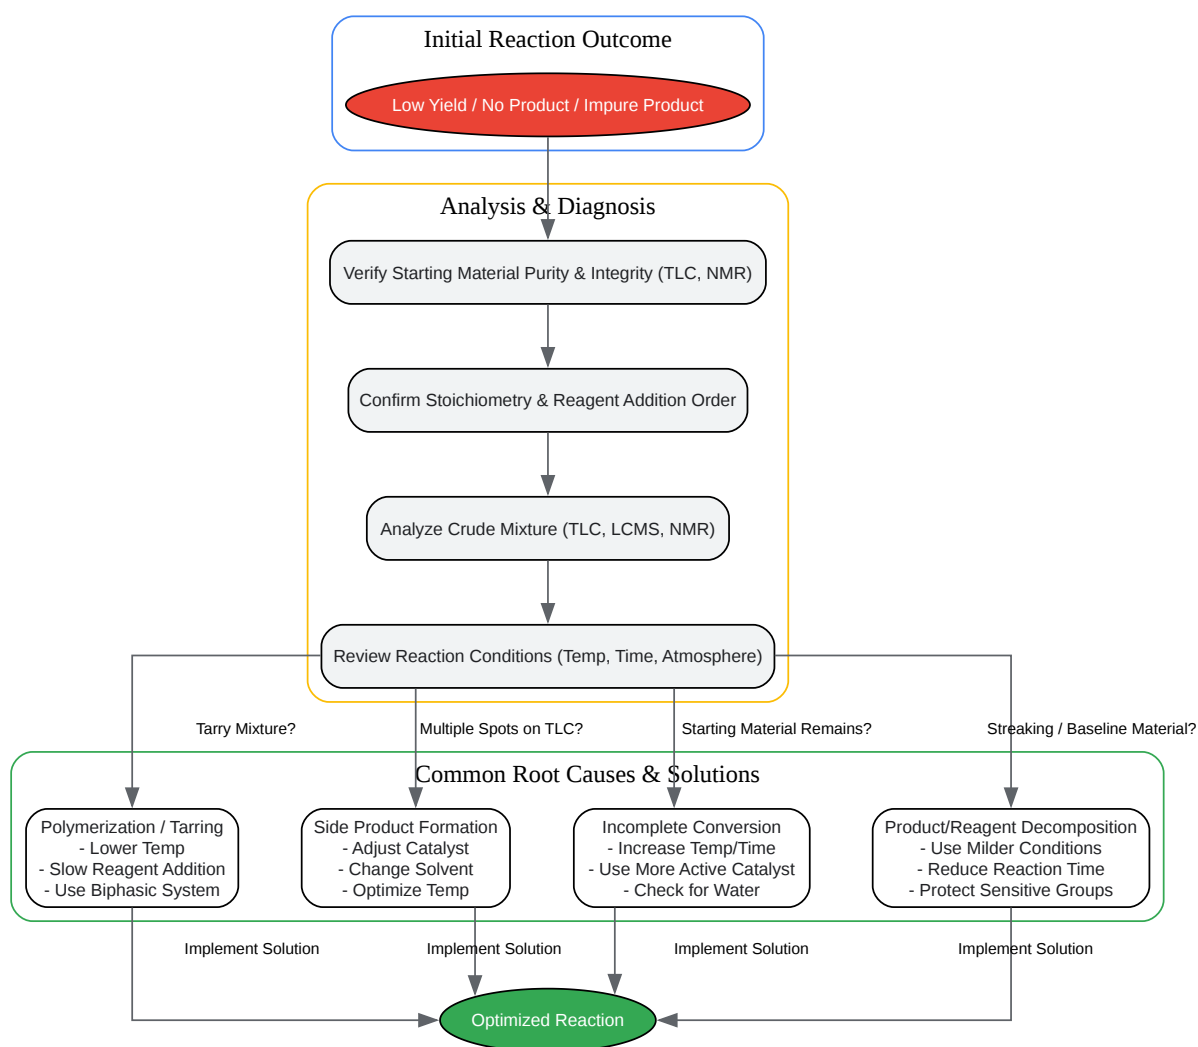 Initial Reaction Outcome
Low Yield / No Product / Impure Product
Analysis & Diagnosis
Verify Starting Material Purity & Integrity (TLC, NMR)
Confirm Stoichiometry & Reagent Addition Order
Analyze Crude Mixture (TLC, LCMS, NMR)
Review Reaction Conditions (Temp, Time, Atmosphere)
Tarry Mixture?
Multiple Spots on TLC?
Starting Material Remains?
Streaking / Baseline Material?
Common Root Causes & Solutions
Polymerization / Tarring
- Lower Temp
- Slow Reagent Addition
- Use Biphasic System
Side Product Formation
- Adjust Catalyst
- Change Solvent
- Optimize Temp
Incomplete Conversion
- Increase Temp/Time
- Use More Active Catalyst
- Check for Water
Product/Reagent Decomposition
- Use Milder Conditions
- Reduce Reaction Time
- Protect Sensitive Groups
Implement Solution
Implement Solution
Implement Solution
Implement Solution
Optimized Reaction